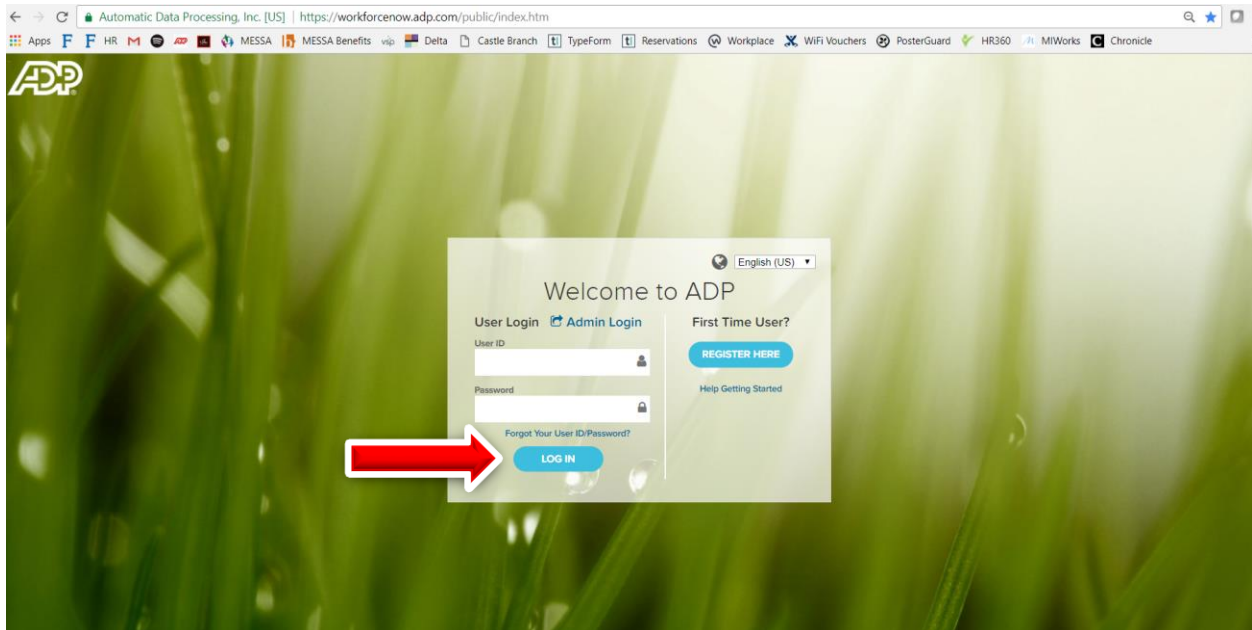 Automatic Data Processing, Inc. [US] | https://workforcenow.adp.com/public/index.htm
Apps F F HR M MESSA MESSA Benefits vsp Delta Castle Branch TypeForm Reservations Workplace WiFi Vouchers PosterGuard HR360 MIWorks C Chronicle
ADP
English (US)
Welcome to ADP
User Login Admin Login
First Time User?
User ID
REGISTER HERE
Password
Help Getting Started
Forgot Your User ID/Password?
LOG IN